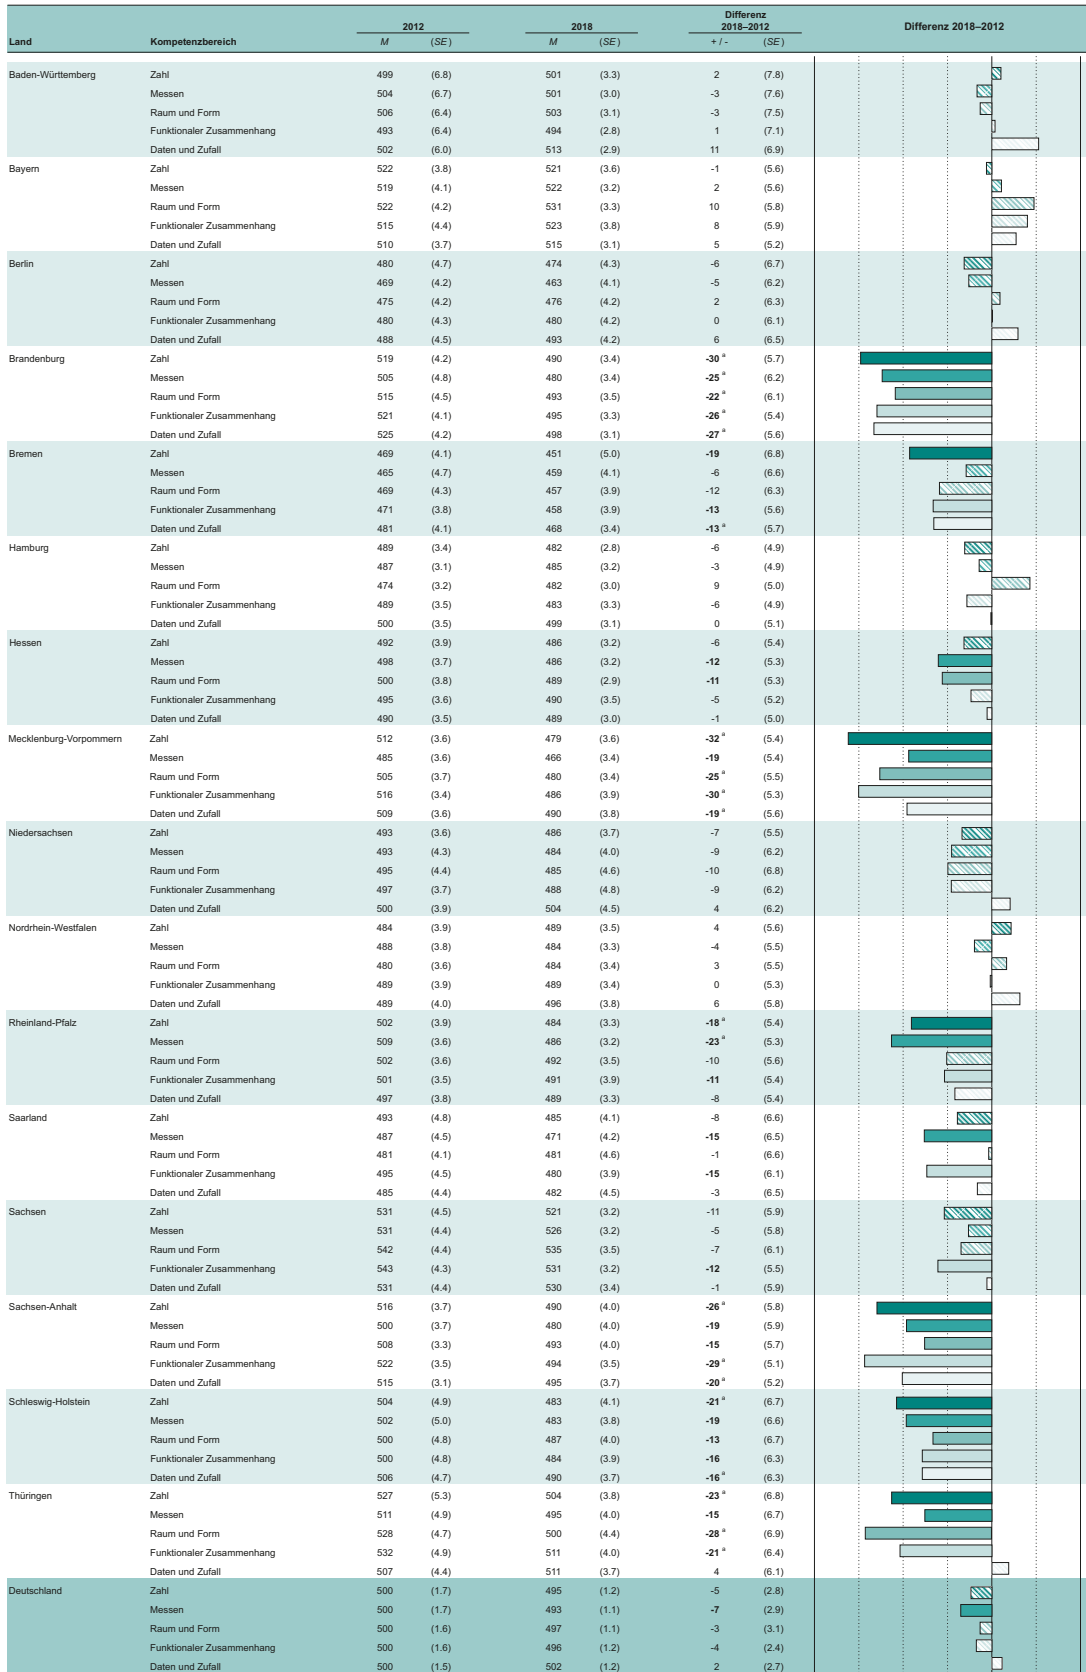 Land Kompetenzbereich 2012 2018 Differenz 2018–2012 Differenz 2018–2012
M (SE) M (SE) + / - (SE)
Baden-Württemberg Zahl 499 (6.8) 501 (3.3) 2 (7.8)
Messen 504 (6.7) 501 (3.0) -3 (7.6)
Raum und Form 506 (6.4) 503 (3.1) -3 (7.5)
Funktionaler Zusammenhang 493 (6.4) 494 (2.8) 1 (7.1)
Daten und Zufall 502 (6.0) 513 (2.9) 11 (6.9)
Bayern Zahl 522 (3.8) 521 (3.6) -1 (5.6)
Messen 519 (4.1) 522 (3.2) 2 (5.6)
Raum und Form 522 (4.2) 531 (3.3) 10 (5.8)
Funktionaler Zusammenhang 515 (4.4) 523 (3.8) 8 (5.9)
Daten und Zufall 510 (3.7) 515 (3.1) 5 (5.2)
Berlin Zahl 480 (4.7) 474 (4.3) -6 (6.7)
Messen 469 (4.2) 463 (4.1) -5 (6.2)
Raum und Form 475 (4.2) 476 (4.2) 2 (6.3)
Funktionaler Zusammenhang 480 (4.3) 480 (4.2) 0 (6.1)
Daten und Zufall 488 (4.5) 493 (4.2) 6 (6.5)
Brandenburg Zahl 519 (4.2) 490 (3.4) -30 a (5.7)
Messen 505 (4.8) 480 (3.4) -25 a (6.2)
Raum und Form 515 (4.5) 493 (3.5) -22 a (6.1)
Funktionaler Zusammenhang 521 (4.1) 495 (3.3) -26 a (5.4)
Daten und Zufall 525 (4.2) 498 (3.1) -27 a (5.6)
Bremen Zahl 469 (4.1) 451 (5.0) -19 (6.8)
Messen 465 (4.7) 459 (4.1) -6 (6.6)
Raum und Form 469 (4.3) 457 (3.9) -12 (6.3)
Funktionaler Zusammenhang 471 (3.8) 458 (3.9) -13 (5.6)
Daten und Zufall 481 (4.1) 468 (3.4) -13 a (5.7)
Hamburg Zahl 489 (3.4) 482 (2.8) -6 (4.9)
Messen 487 (3.1) 485 (3.2) -3 (4.9)
Raum und Form 474 (3.2) 482 (3.0) 9 (5.0)
Funktionaler Zusammenhang 489 (3.5) 483 (3.3) -6 (4.9)
Daten und Zufall 500 (3.5) 499 (3.1) 0 (5.1)
Hessen Zahl 492 (3.9) 486 (3.2) -6 (5.4)
Messen 498 (3.7) 486 (3.2) -12 (5.3)
Raum und Form 500 (3.8) 489 (2.9) -11 (5.3)
Funktionaler Zusammenhang 495 (3.6) 490 (3.5) -5 (5.2)
Daten und Zufall 490 (3.5) 489 (3.0) -1 (5.0)
Mecklenburg-Vorpommern Zahl 512 (3.6) 479 (3.6) -32 a (5.4)
Messen 485 (3.6) 466 (3.4) -19 (5.4)
Raum und Form 505 (3.7) 480 (3.4) -25 a (5.5)
Funktionaler Zusammenhang 516 (3.4) 486 (3.9) -30 a (5.3)
Daten und Zufall 509 (3.6) 490 (3.8) -19 a (5.6)
Niedersachsen Zahl 493 (3.6) 486 (3.7) -7 (5.5)
Messen 493 (4.3) 484 (4.0) -9 (6.2)
Raum und Form 495 (4.4) 485 (4.6) -10 (6.8)
Funktionaler Zusammenhang 497 (3.7) 488 (4.8) -9 (6.2)
Daten und Zufall 500 (3.9) 504 (4.5) 4 (6.2)
Nordrhein-Westfalen Zahl 484 (3.9) 489 (3.5) 4 (5.6)
Messen 488 (3.8) 484 (3.3) -4 (5.5)
Raum und Form 480 (3.6) 484 (3.4) 3 (5.5)
Funktionaler Zusammenhang 489 (3.9) 489 (3.4) 0 (5.3)
Daten und Zufall 489 (4.0) 496 (3.8) 6 (5.8)
Rheinland-Pfalz Zahl 502 (3.9) 484 (3.3) -18 a (5.4)
Messen 509 (3.6) 486 (3.2) -23 a (5.3)
Raum und Form 502 (3.6) 492 (3.5) -10 (5.6)
Funktionaler Zusammenhang 501 (3.5) 491 (3.9) -11 (5.4)
Daten und Zufall 497 (3.8) 489 (3.3) -8 (5.4)
Saarland Zahl 493 (4.8) 485 (4.1) -8 (6.6)
Messen 487 (4.5) 471 (4.2) -15 (6.5)
Raum und Form 481 (4.1) 481 (4.6) -1 (6.6)
Funktionaler Zusammenhang 495 (4.5) 480 (3.9) -15 (6.1)
Daten und Zufall 485 (4.4) 482 (4.5) -3 (6.5)
Sachsen Zahl 531 (4.5) 521 (3.2) -11 (5.9)
Messen 531 (4.4) 526 (3.2) -5 (5.8)
Raum und Form 542 (4.4) 535 (3.5) -7 (6.1)
Funktionaler Zusammenhang 543 (4.3) 531 (3.2) -12 (5.5)
Daten und Zufall 531 (4.4) 530 (3.4) -1 (5.9)
Sachsen-Anhalt Zahl 516 (3.7) 490 (4.0) -26 a (5.8)
Messen 500 (3.7) 480 (4.0) -19 (5.9)
Raum und Form 508 (3.3) 493 (4.0) -15 (5.7)
Funktionaler Zusammenhang 522 (3.5) 494 (3.5) -29 a (5.1)
Daten und Zufall 515 (3.1) 495 (3.7) -20 a (5.2)
Schleswig-Holstein Zahl 504 (4.9) 483 (4.1) -21 a (6.7)
Messen 502 (5.0) 483 (3.8) -19 (6.6)
Raum und Form 500 (4.8) 487 (4.0) -13 (6.7)
Funktionaler Zusammenhang 500 (4.8) 484 (3.9) -16 (6.3)
Daten und Zufall 506 (4.7) 490 (3.7) -16 a (6.3)
Thüringen Zahl 527 (5.3) 504 (3.8) -23 a (6.8)
Messen 511 (4.9) 495 (4.0) -15 (6.7)
Raum und Form 528 (4.7) 500 (4.4) -28 a (6.9)
Funktionaler Zusammenhang 532 (4.9) 511 (4.0) -21 a (6.4)
Daten und Zufall 507 (4.4) 511 (3.7) 4 (6.1)
Deutschland Zahl 500 (1.7) 495 (1.2) -5 (2.8)
Messen 500 (1.7) 493 (1.1) -7 (2.9)
Raum und Form 500 (1.6) 497 (1.1) -3 (3.1)
Funktionaler Zusammenhang 500 (1.6) 496 (1.2) -4 (2.4)
Daten und Zufall 500 (1.5) 502 (1.2) 2 (2.7)